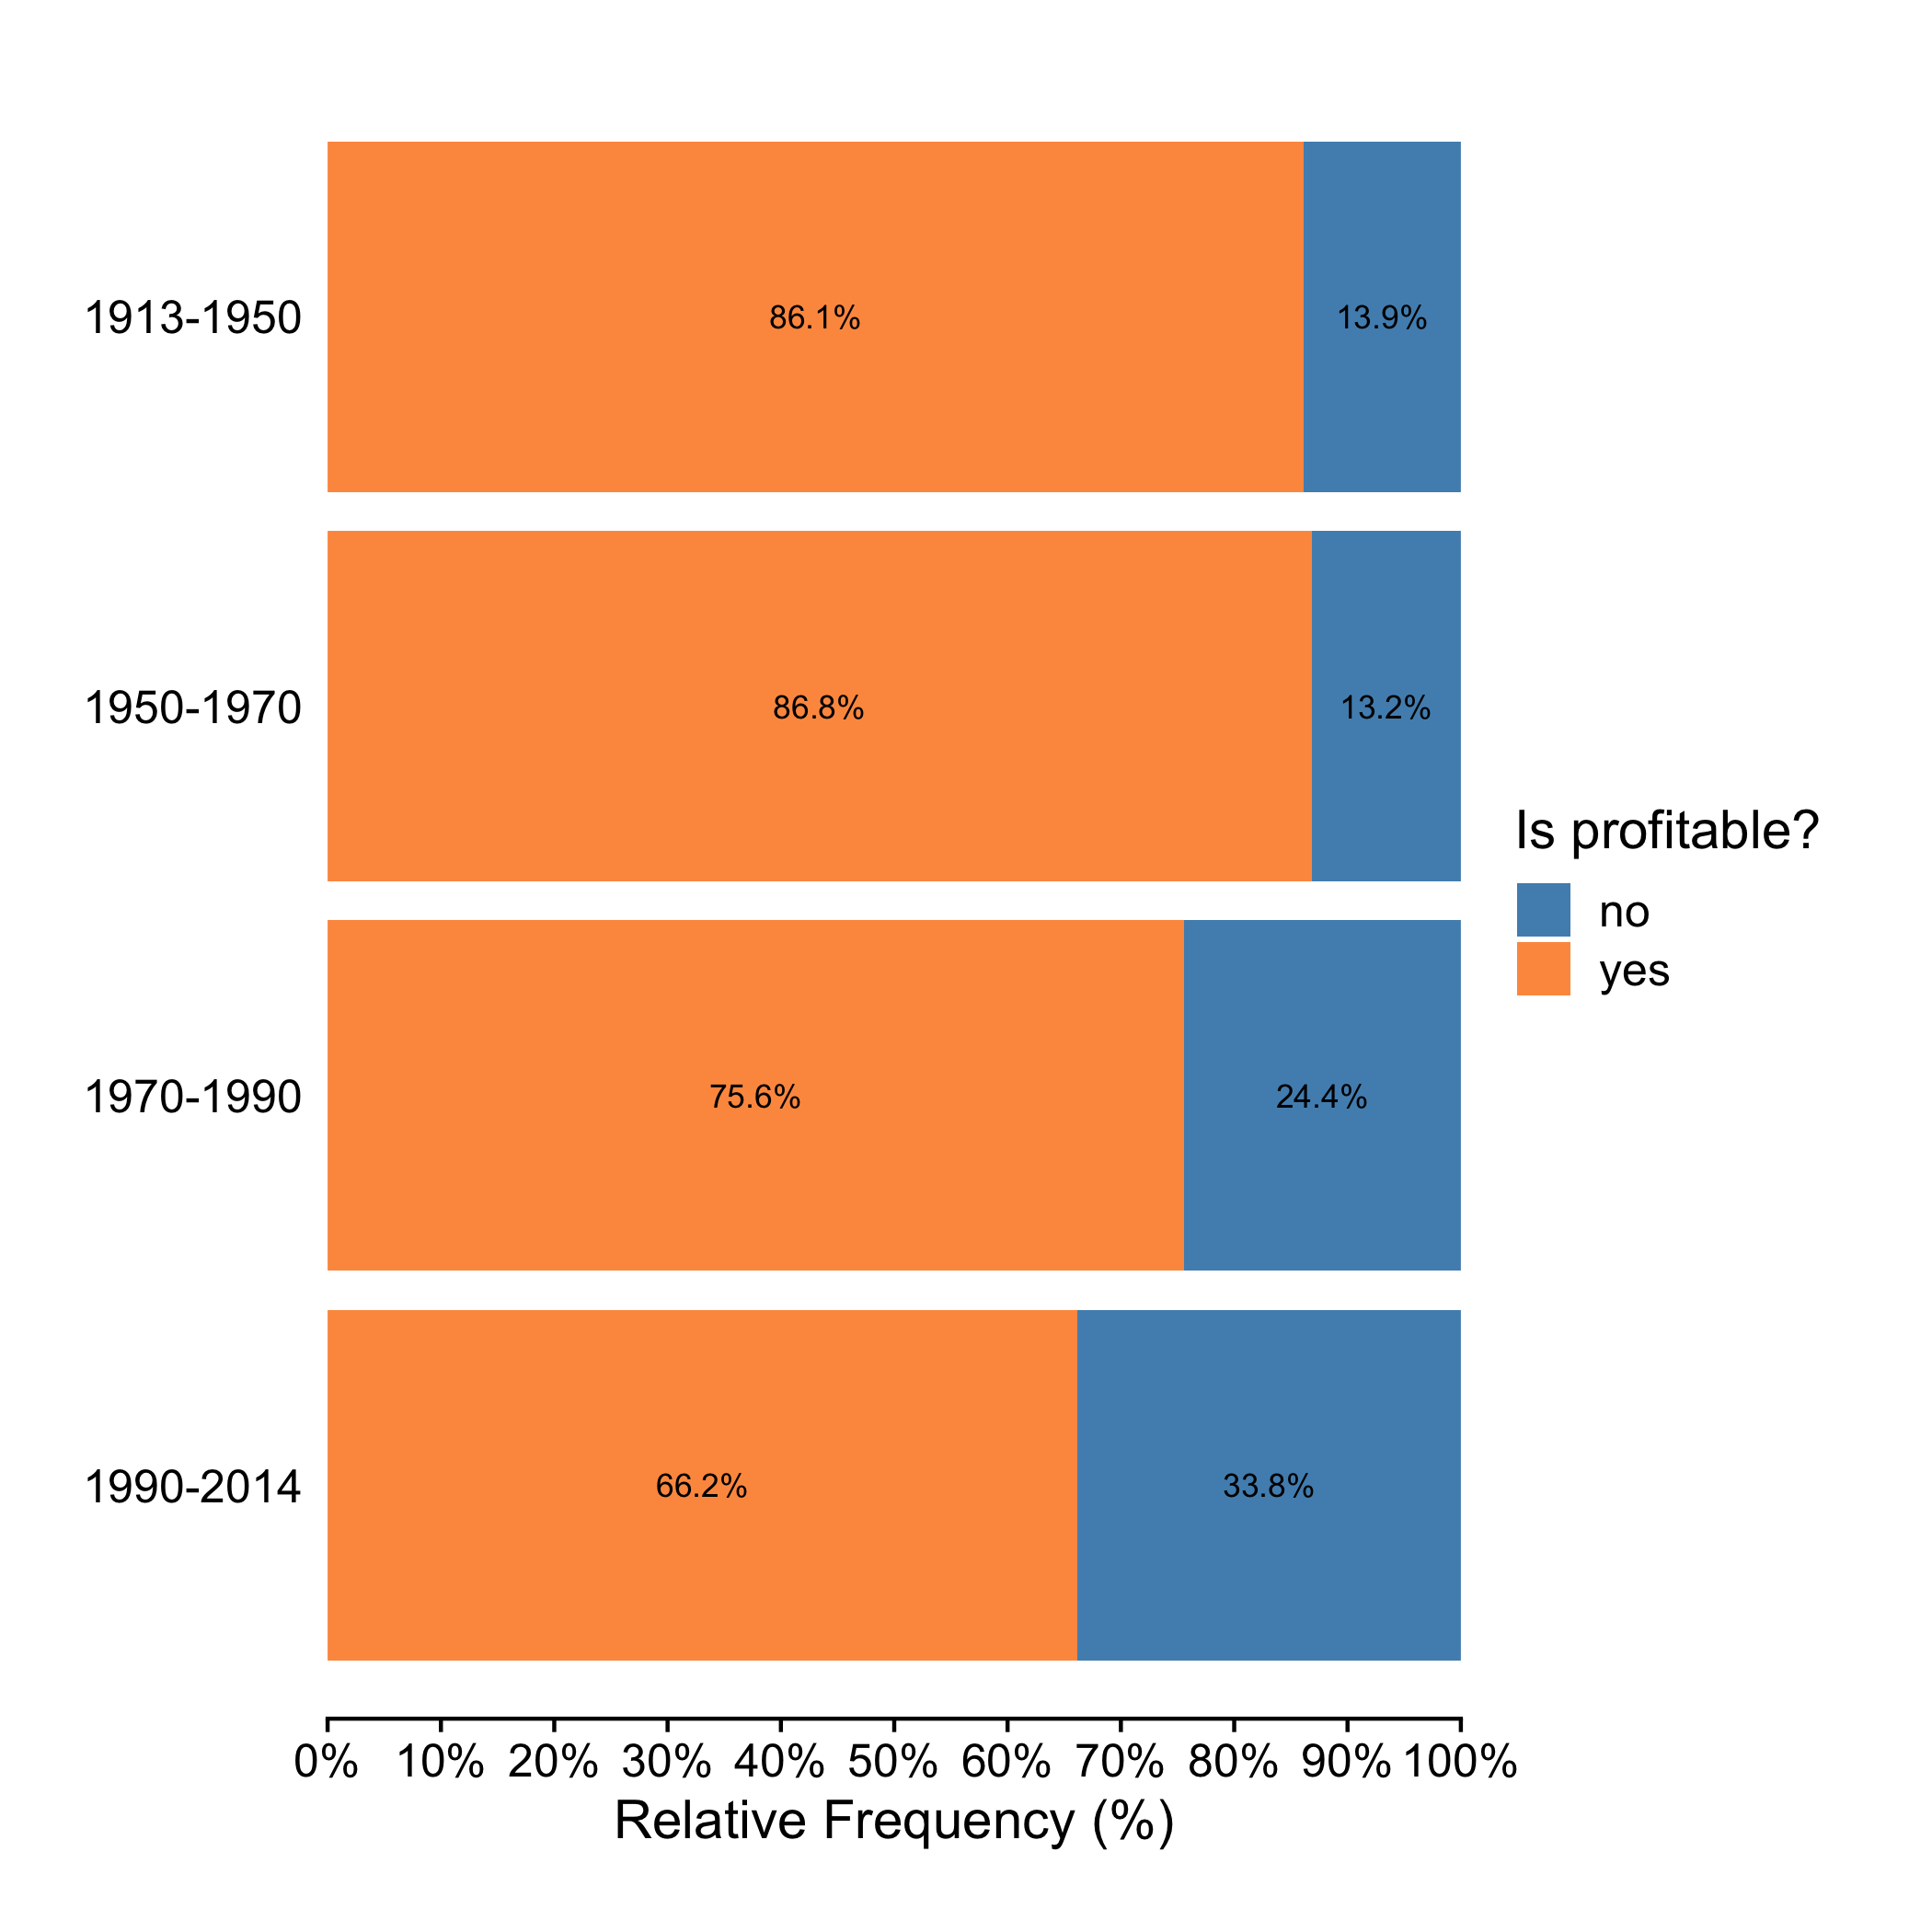 1913-1950
86.1%
13.9%
1950-1970
86.8%
13.2%
1970-1990
75.6%
24.4%
1990-2014
66.2%
33.8%
Is profitable?
no
yes
0% 10% 20% 30% 40% 50% 60% 70% 80% 90% 100%
Relative Frequency (%)